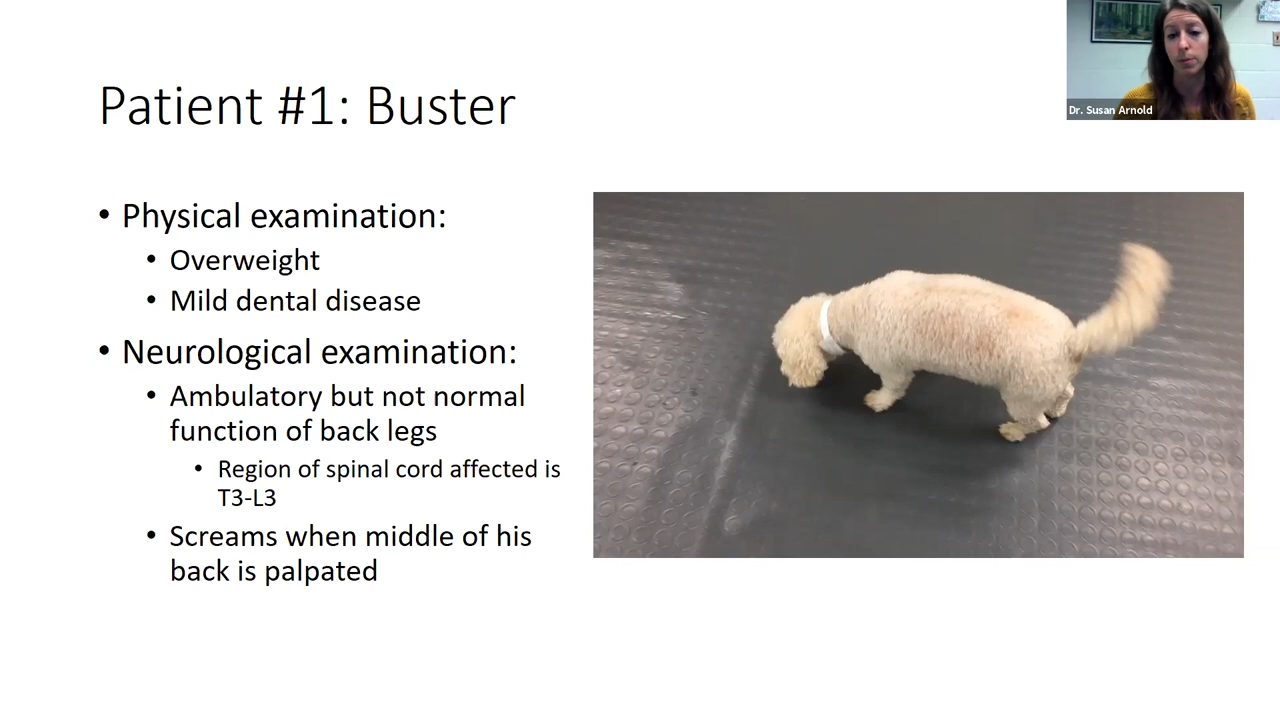 Patient #1: Buster
Dr. Susan Arnold
• Physical examination:
• Overweight
• Mild dental disease
• Neurological examination:
• Ambulatory but not normal
function of back legs
• Region of spinal cord affected is
T3-L3
• Screams when middle of his
back is palpated